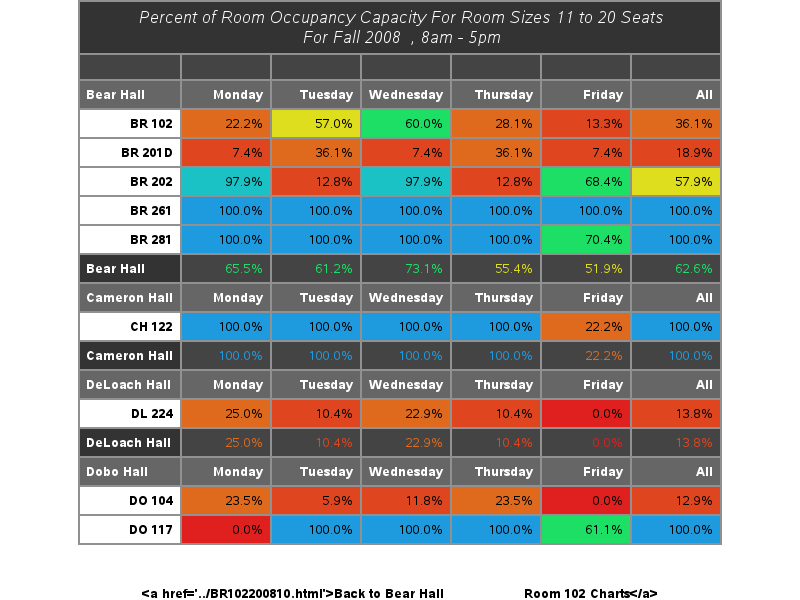 Percent of Room Occupancy Capacity For Room Sizes 11 to 20 Seats
For Fall 2008 , 8am - 5pm
Bear Hall Monday Tuesday Wednesday Thursday Friday All
BR 102 22.2% 57.0% 60.0% 28.1% 13.3% 36.1%
BR 201D 7.4% 36.1% 7.4% 36.1% 7.4% 18.9%
BR 202 97.9% 12.8% 97.9% 12.8% 68.4% 57.9%
BR 261 100.0% 100.0% 100.0% 100.0% 100.0% 100.0%
BR 281 100.0% 100.0% 100.0% 100.0% 70.4% 100.0%
Bear Hall 65.5% 61.2% 73.1% 55.4% 51.9% 62.6%
Cameron Hall Monday Tuesday Wednesday Thursday Friday All
CH 122 100.0% 100.0% 100.0% 100.0% 22.2% 100.0%
Cameron Hall 100.0% 100.0% 100.0% 100.0% 22.2% 100.0%
DeLoach Hall Monday Tuesday Wednesday Thursday Friday All
DL 224 25.0% 10.4% 22.9% 10.4% 0.0% 13.8%
DeLoach Hall 25.0% 10.4% 22.9% 10.4% 0.0% 13.8%
Dobo Hall Monday Tuesday Wednesday Thursday Friday All
DO 104 23.5% 5.9% 11.8% 23.5% 0.0% 12.9%
DO 117 0.0% 100.0% 100.0% 100.0% 61.1% 100.0%
<a href='../BR102200810.html'>Back to Bear Hall Room 102 Charts</a>